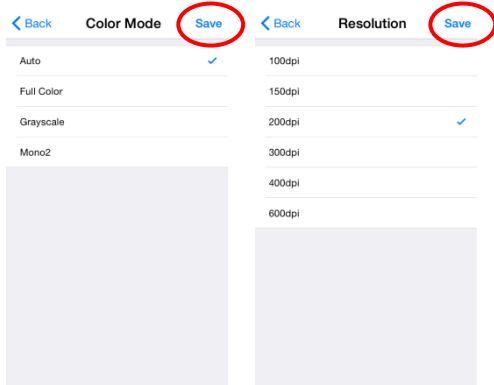 Back Color Mode Save
Auto
Full Color
Grayscale
Mono2
Back Resolution Save
100dpi
150dpi
200dpi
300dpi
400dpi
600dpi